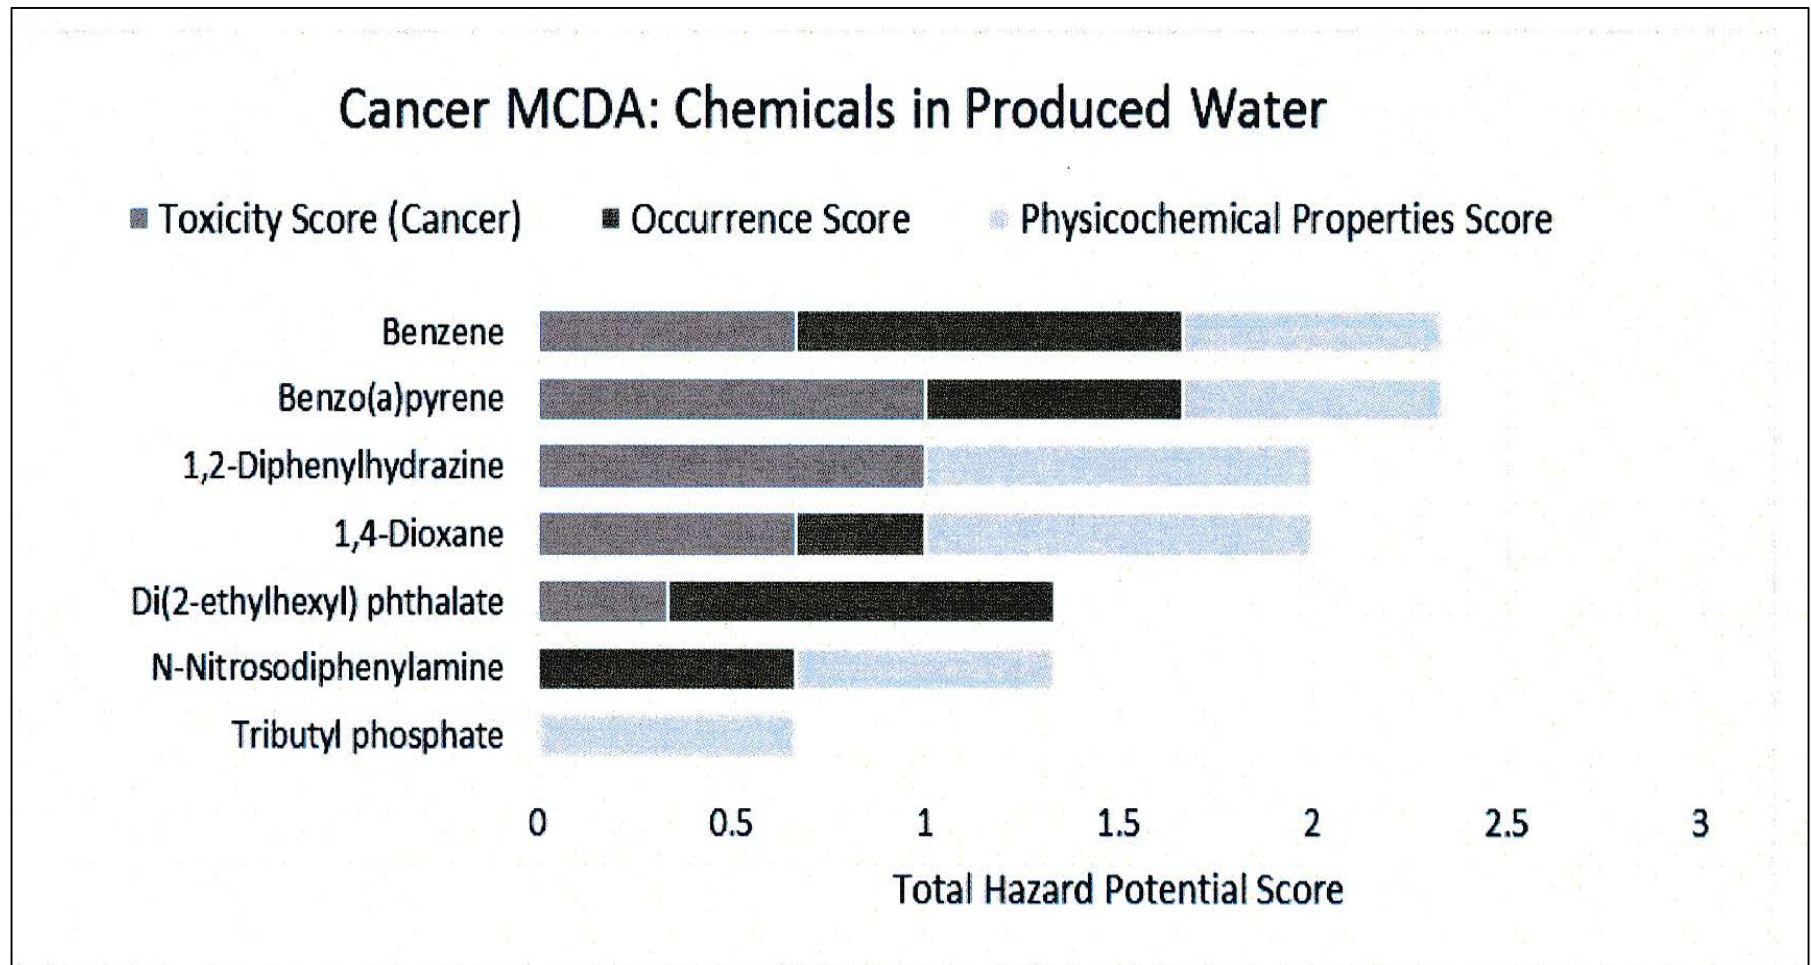 Cancer MCDA: Chemicals in Produced Water
Toxicity Score (Cancer) Occurrence Score Physicochemical Properties Score
Benzene
Benzo(a)pyrene
1,2-Diphenylhydrazine
1,4-Dioxane
Di(2-ethylhexyl) phthalate
N-Nitrosodiphenylamine
Tributyl phosphate
0 0.5 1 1.5 2 2.5 3
Total Hazard Potential Score